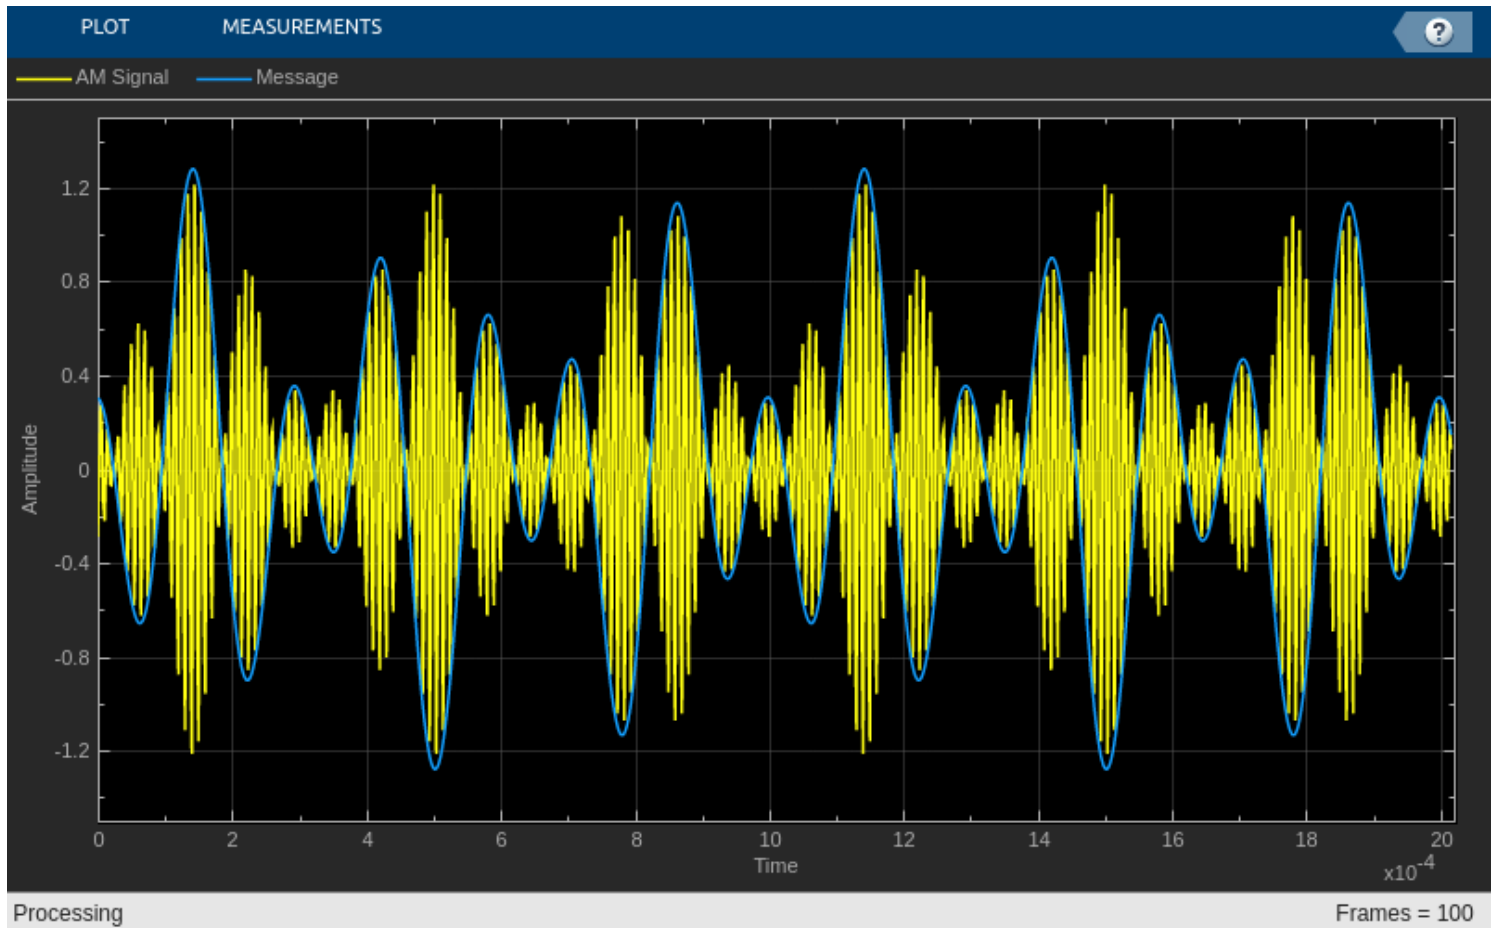 PLOT MEASUREMENTS ?
AM Signal Message
1.2
0.8
0.4
0
-0.4
-0.8
-1.2
Amplitude
0 2 4 6 8 10 12 14 16 18 20
Time
x10-4
Processing Frames = 100